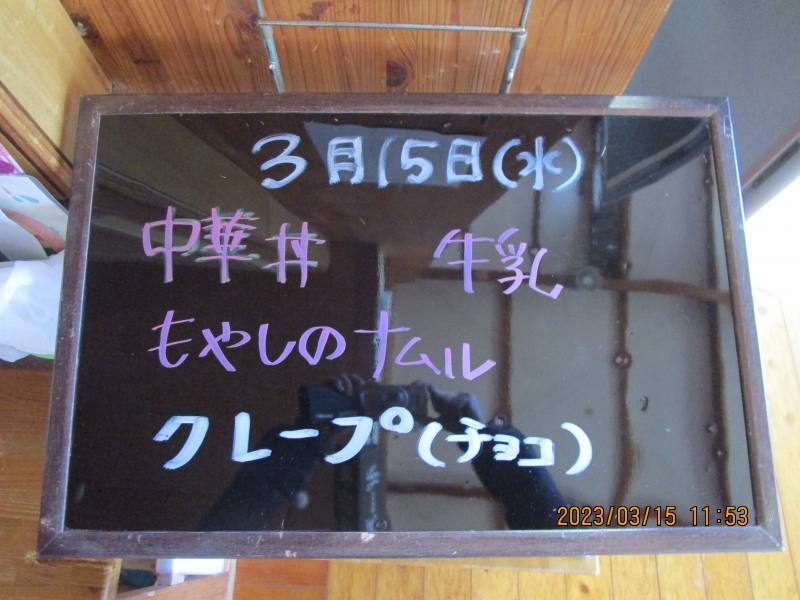 3月15日(水)
中華丼 牛乳
もやしのナムル
クレープ(チョコ)
2023/03/15 11:53